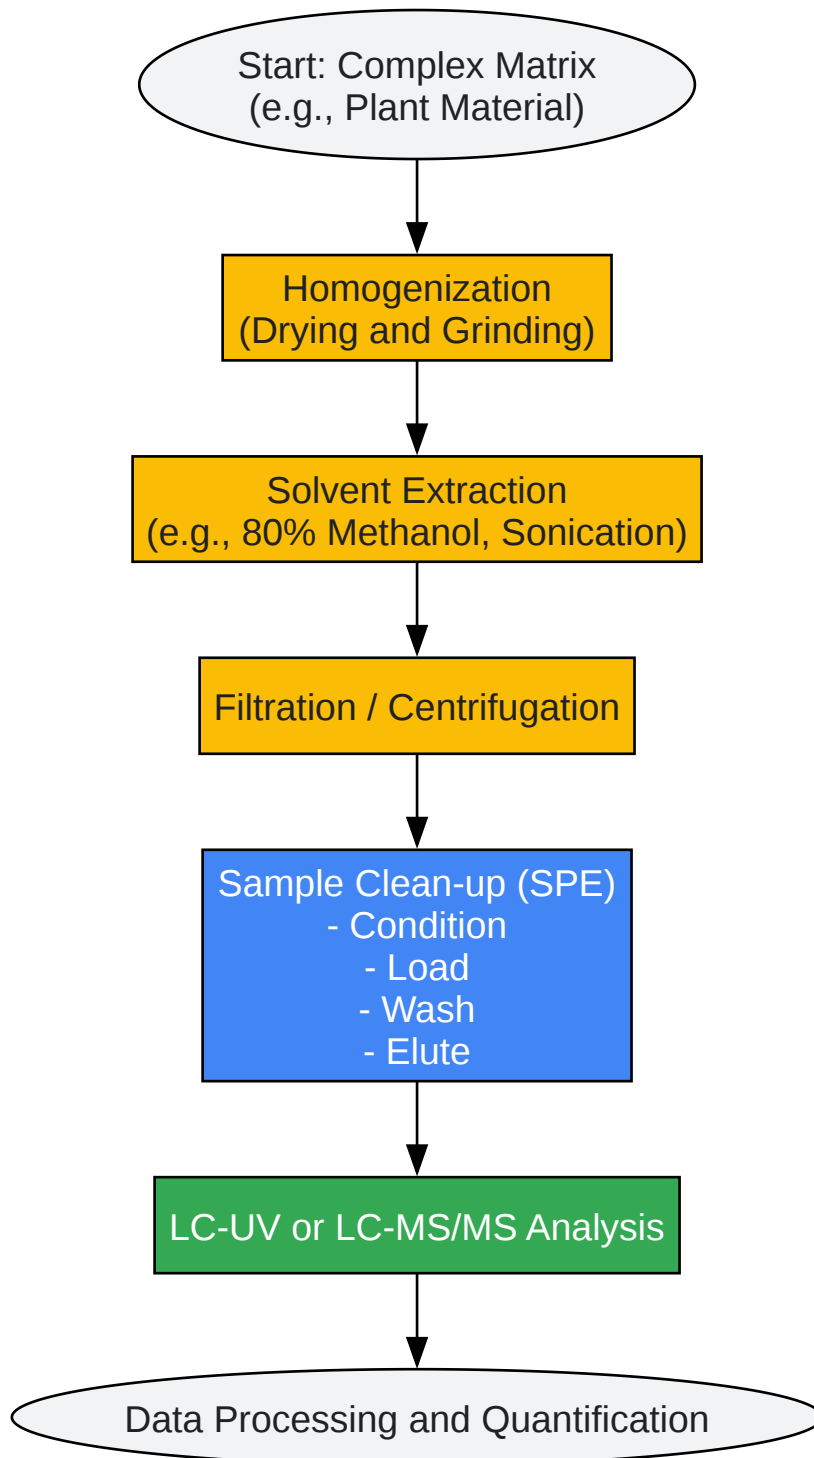 Start: Complex Matrix
(e.g., Plant Material)
Homogenization
(Drying and Grinding)
Solvent Extraction
(e.g., 80% Methanol, Sonication)
Filtration / Centrifugation
Sample Clean-up (SPE)
- Condition
- Load
- Wash
- Elute
LC-UV or LC-MS/MS Analysis
Data Processing and Quantification